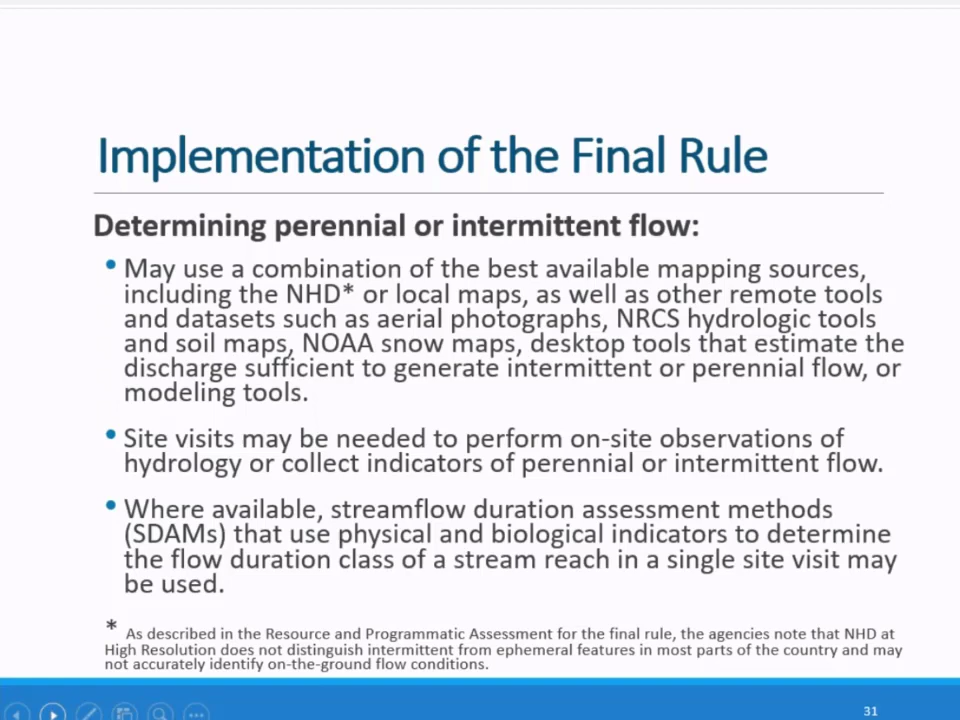 Implementation of the Final Rule
Determining perennial or intermittent flow:
• May use a combination of the best available mapping sources,
including the NHD* or local maps, as well as other remote tools
and datasets such as aerial photographs, NRCS hydrologic tools
and soil maps, NOAA snow maps, desktop tools that estimate the
discharge sufficient to generate intermittent or perennial flow, or
modeling tools.
• Site visits may be needed to perform on-site observations of
hydrology or collect indicators of perennial or intermittent flow.
• Where available, streamflow duration assessment methods
(SDAMs) that use physical and biological indicators to determine
the flow duration class of a stream reach in a single site visit may
be used.
* As described in the Resource and Programmatic Assessment for the final rule, the agencies note that NHD at
High Resolution does not distinguish intermittent from ephemeral features in most parts of the country and may
not accurately identify on-the-ground flow conditions.
31